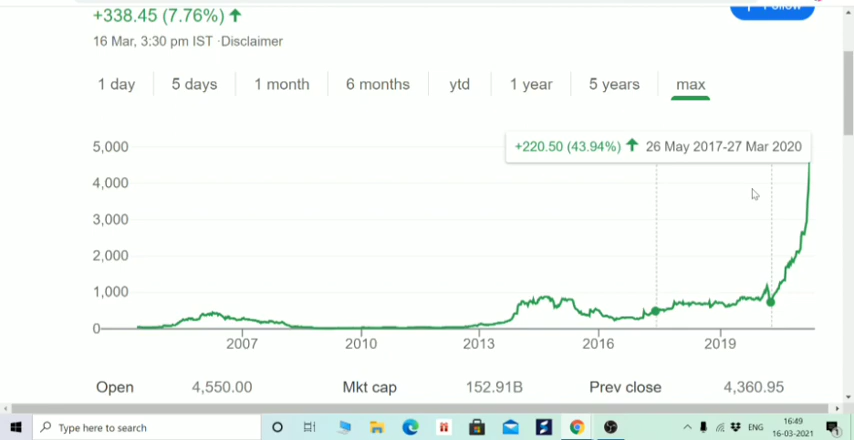 +338.45 (7.76%) ↑
Follow
16 Mar, 3:30 pm IST ·Disclaimer
1 day 5 days 1 month 6 months ytd 1 year 5 years max
+220.50 (43.94%) ↑ 26 May 2017-27 Mar 2020
5,000
4,000
3,000
2,000
1,000
0
2007 2010 2013 2016 2019
Open 4,550.00 Mkt cap 152.91B Prev close 4,360.95
Type here to search
ENG
16:49
16-03-2021
1